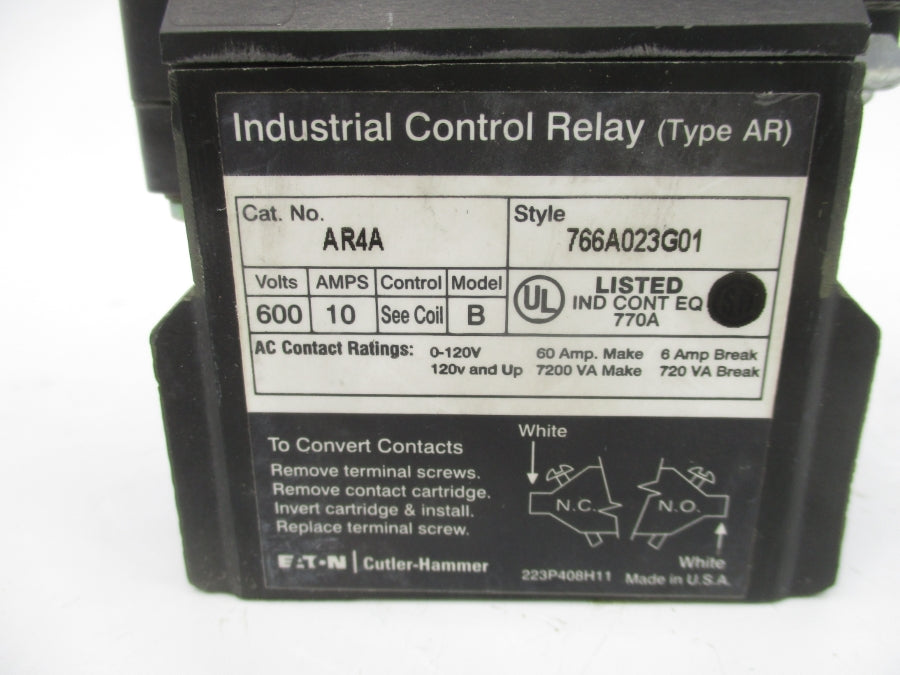 Industrial Control Relay (Type AR)
Cat. No.
AR4A
Style
766A023G01
Volts AMPS Control Model
600 10 See Coil B
UL
LISTED
IND CONT EQ
770A
AC Contact Ratings: 0-120V 60 Amp. Make 6 Amp Break
120v and Up 7200 VA Make 720 VA Break
To Convert Contacts
Remove terminal screws.
Remove contact cartridge.
Invert cartridge & install.
Replace terminal screw.
White
N.C.
N.O.
White
EATON | Cutler-Hammer
223P408H11 Made in U.S.A.